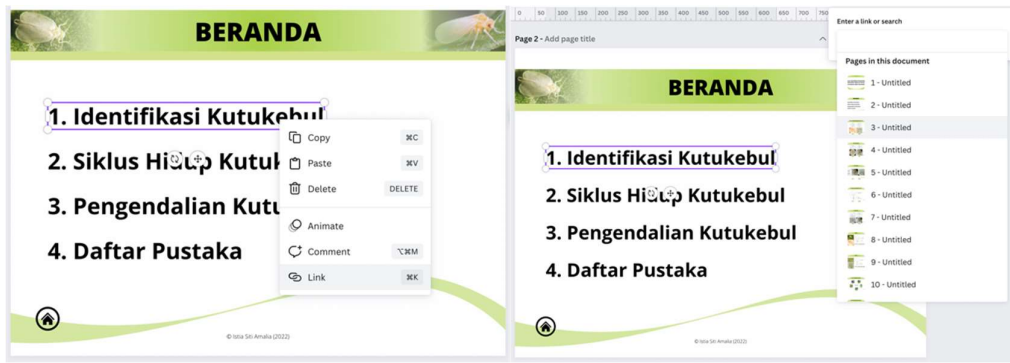 BERANDA
1. Identifikasi Kutukebul
2. Siklus Hidup Kutuk
3. Pengendalian Kutu
4. Daftar Pustaka
Copy ⌘C
Paste ⌘V
Delete DELETE
Animate
Comment ⌥⌘M
Link ⌘K
© Istia Siti Amalia (2022)
0 50 100 150 200 250 300 350 400 450 500 550 600 650 700 750
Page 2 - Add page title
BERANDA
1. Identifikasi Kutukebul
2. Siklus Hidup Kutukebul
3. Pengendalian Kutukebul
4. Daftar Pustaka
© Istia Siti Amalia (2022)
Enter a link or search
Pages in this document
1 - Untitled
2 - Untitled
3 - Untitled
4 - Untitled
5 - Untitled
6 - Untitled
7 - Untitled
8 - Untitled
9 - Untitled
10 - Untitled